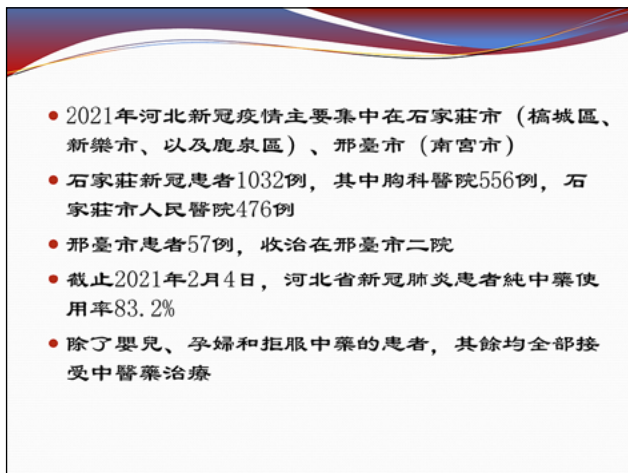 2021年河北新冠疫情主要集中在石家莊市（槁城區、
新樂市、以及鹿泉區）、邢臺市（南宮市）
石家莊新冠患者1032例，其中胸科醫院556例，石
家莊市人民醫院476例
邢臺市患者57例，收治在邢臺市二院
截止2021年2月4日，河北省新冠肺炎患者純中藥使
用率83.2%
除了嬰兒、孕婦和拒服中藥的患者，其餘均全部接
受中醫藥治療